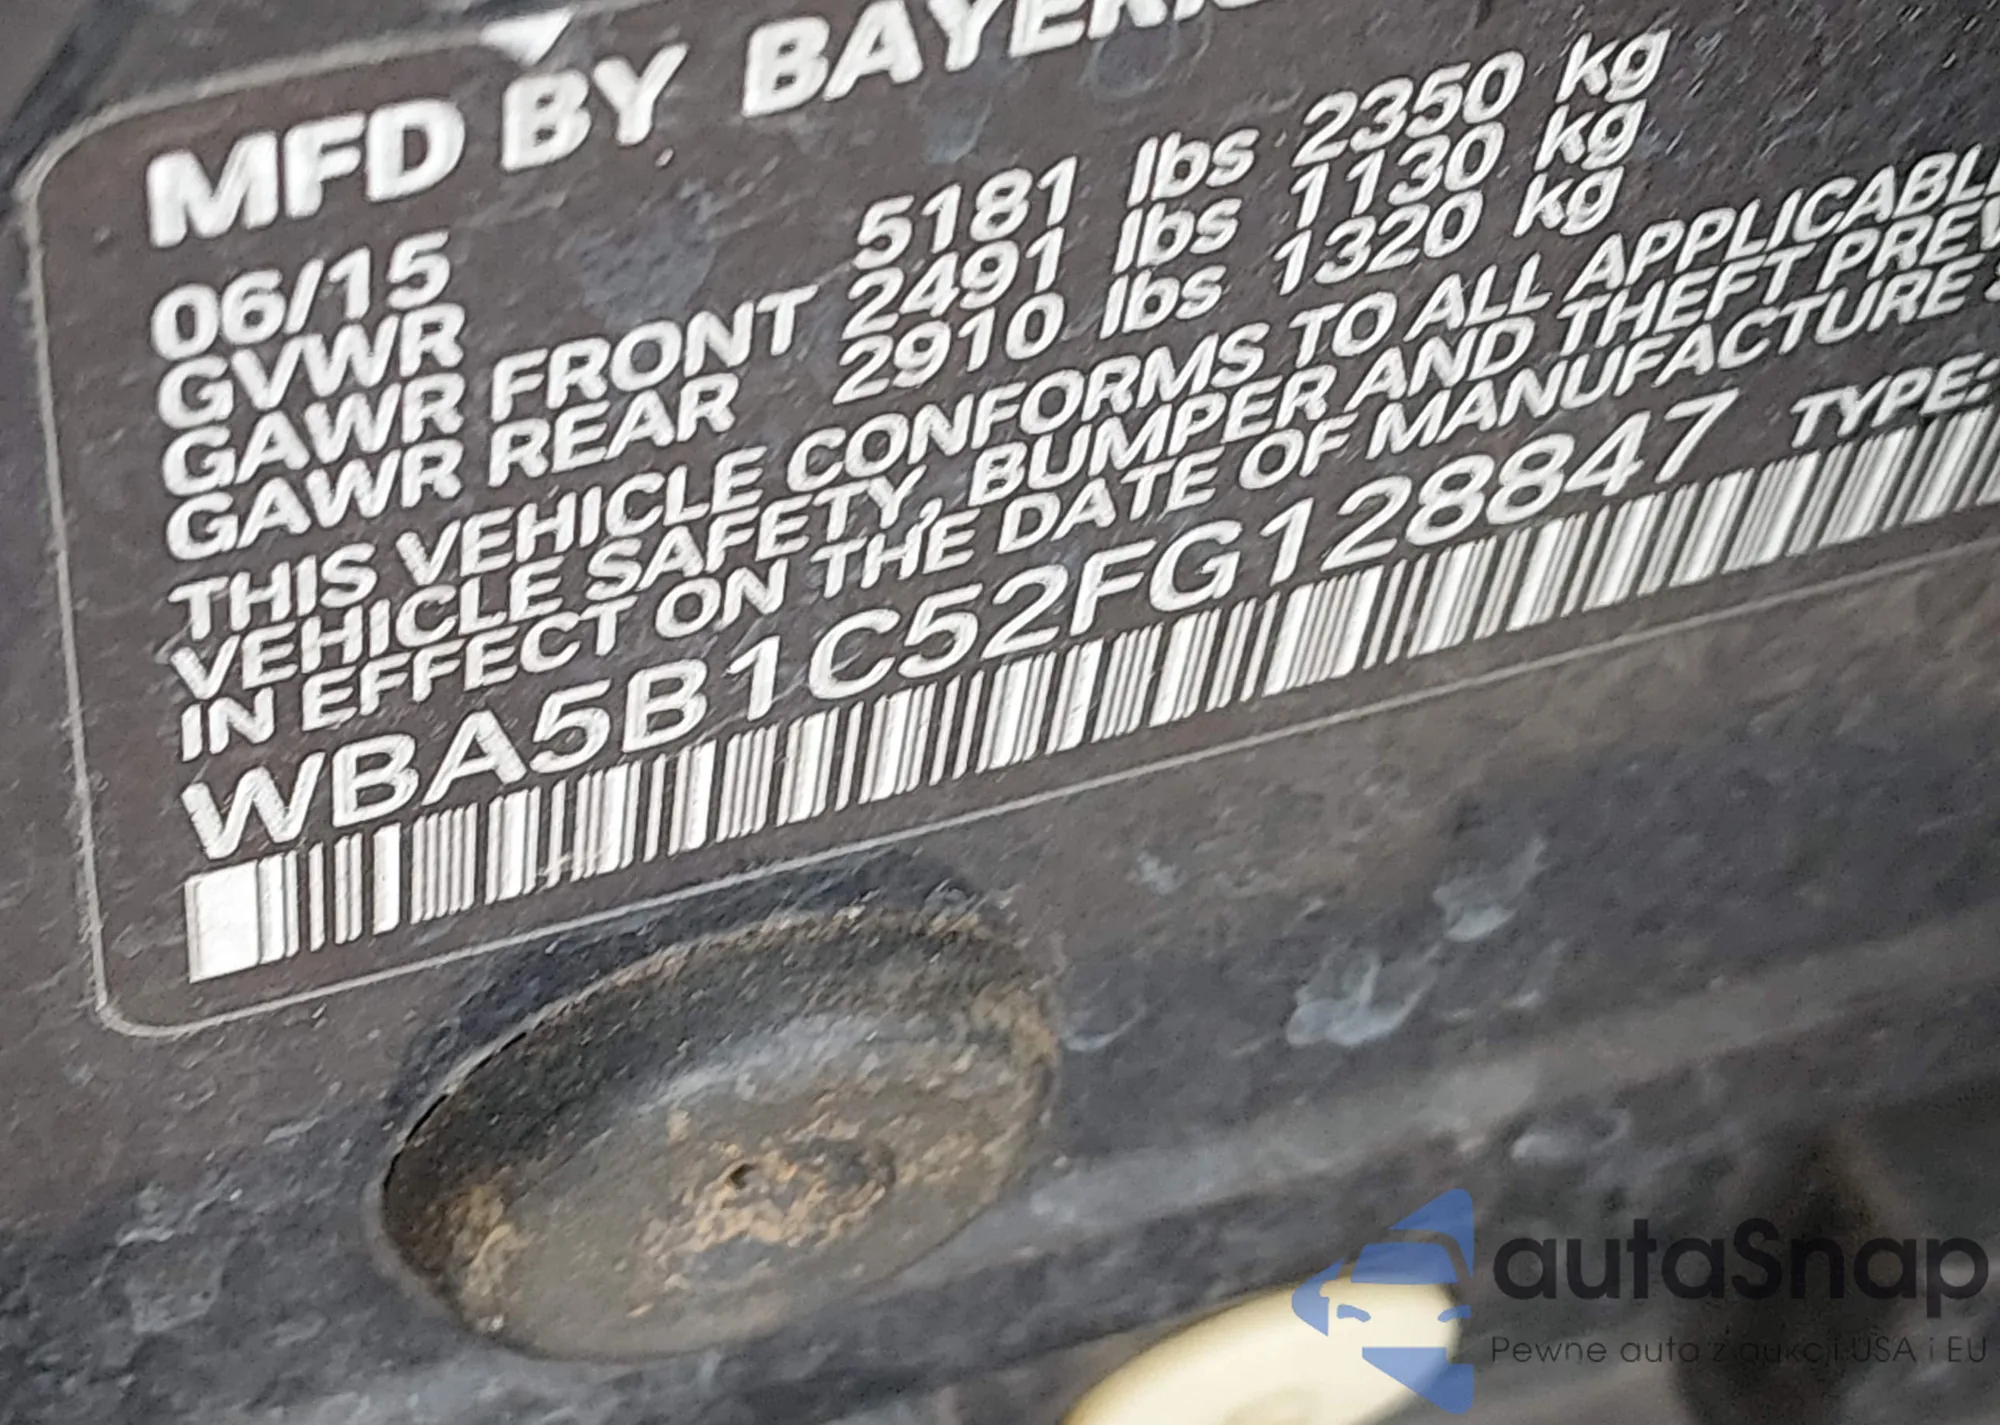 MFD BY BAYERIS
06/15
GVWR 5181 lbs 2350 kg
GAWR FRONT 2491 lbs 1130 kg
GAWR REAR 2910 lbs 1320 kg
THIS VEHICLE CONFORMS TO ALL APPLICABL
VEHICLE SAFETY, BUMPER AND THEFT PREV
IN EFFECT ON THE DATE OF MANUFACTURE
WBA5B1C52FG128847 TYPE:
autaSnap
Pewne auta z aukcji USA i EU